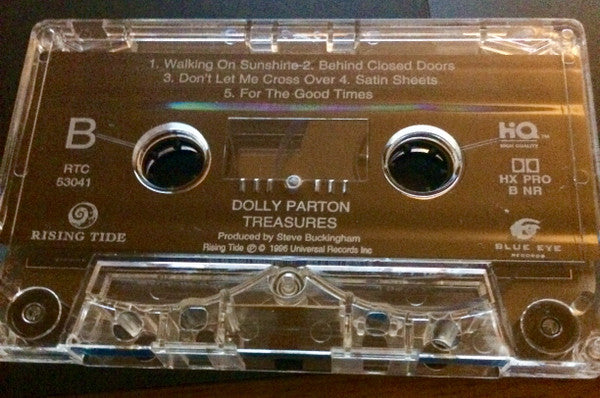 1. Walking On Sunshine 2. Behind Closed Doors
3. Don't Let Me Cross Over 4. Satin Sheets
5. For The Good Times
B
RTC
53041
HQ TM
HIGH QUALITY
HX PRO
B NR
DOLLY PARTON
TREASURES
Produced by Steve Buckingham
Rising Tide ℗ © 1996 Universal Records Inc
RISING TIDE
BLUE EYE
RECORDS